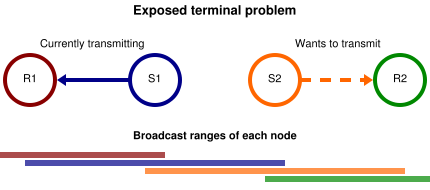 Exposed terminal problem
Currently transmitting
Wants to transmit
R1
S1
S2
R2
Broadcast ranges of each node